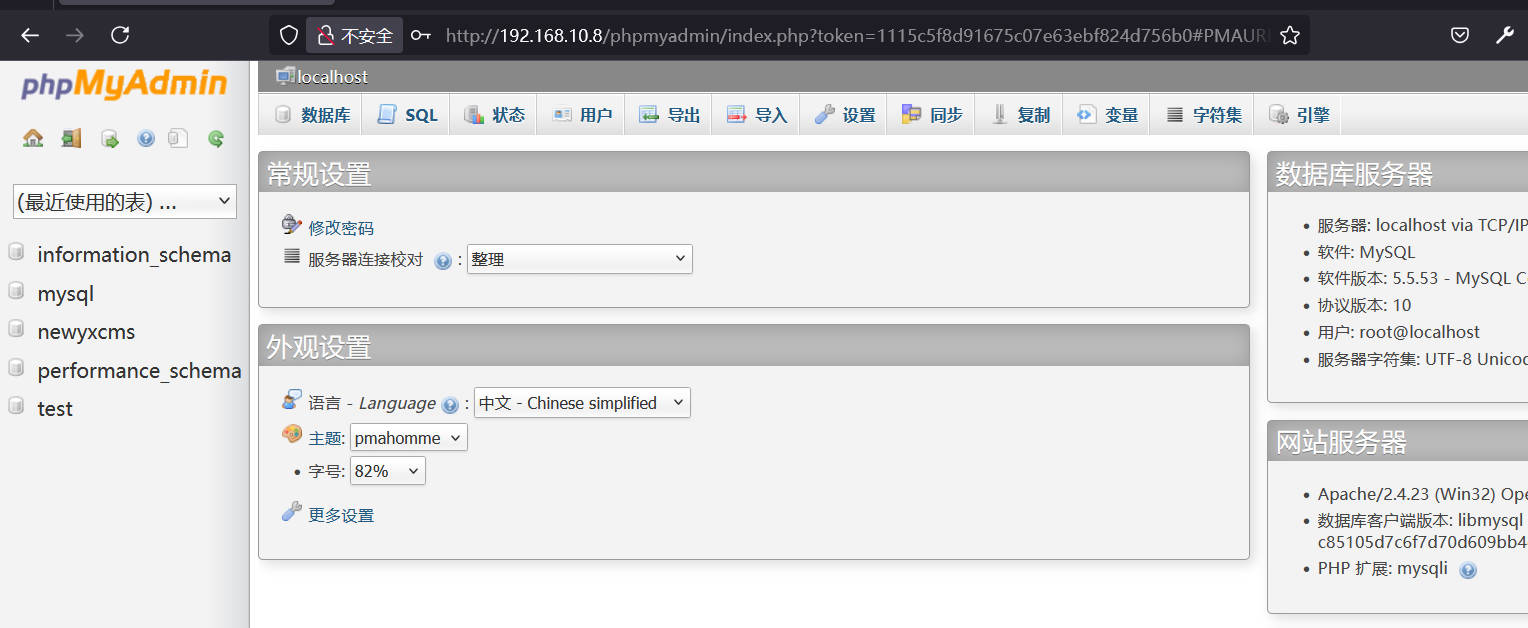 不安全 http://192.168.10.8/phpmyadmin/index.php?token=1115c5f8d91675c07e63ebf824d756b0#PMAUR
phpMyAdmin
(最近使用的表) ...
information_schema
mysql
newyxcms
performance_schema
test
localhost
数据库 SQL 状态 用户 导出 导入 设置 同步 复制 变量 字符集 引擎
常规设置
修改密码
服务器连接校对 : 整理
外观设置
语言 - Language : 中文 - Chinese simplified
主题: pmahomme
• 字号: 82%
更多设置
数据库服务器
• 服务器: localhost via TCP/IP
• 软件: MySQL
• 软件版本: 5.5.53 - MySQL C
• 协议版本: 10
• 用户: root@localhost
• 服务器字符集: UTF-8 Unicod
网站服务器
• Apache/2.4.23 (Win32) Ope
• 数据库客户端版本: libmysql
c85105d7c6f7d70d609bb4
• PHP 扩展: mysqli